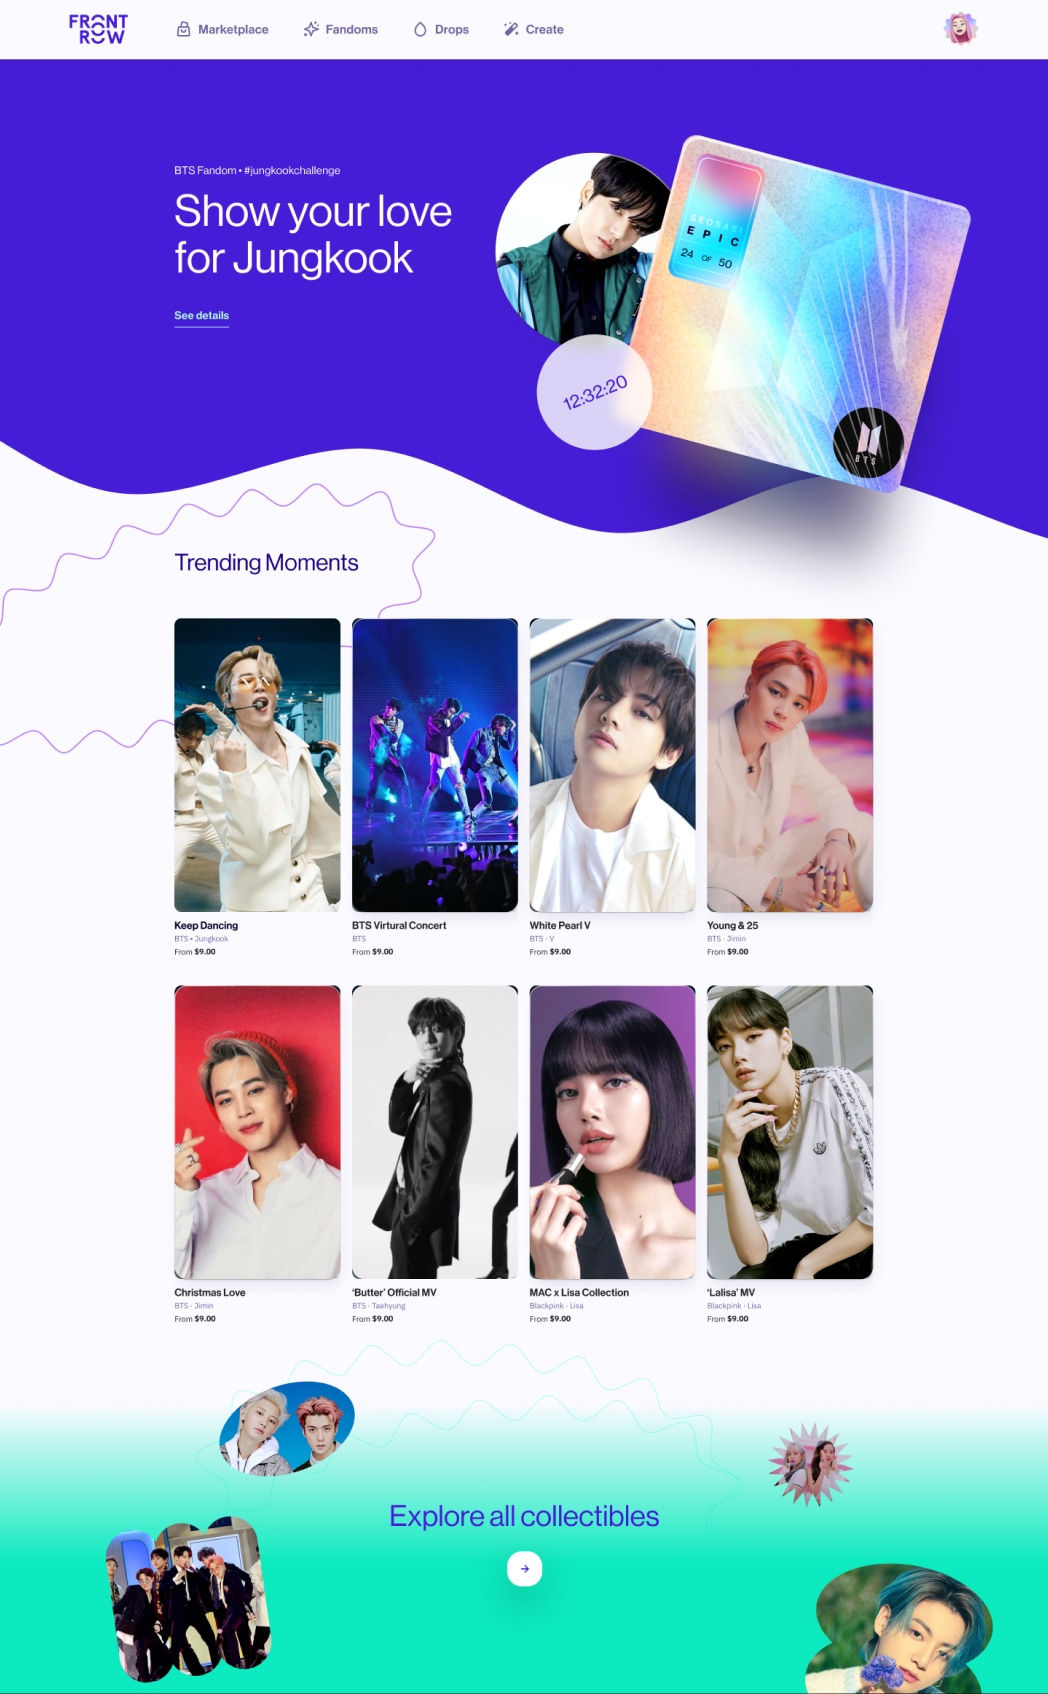 FRONT
ROW
Marketplace
Fandoms
Drops
Create
BTS Fandom • #jungkookchallenge
Show your love
for Jungkook
See details
SEOSASI
EPIC
24 OF 50
12:32:20
BTS
Trending Moments
Keep Dancing
BTS • Jungkook
From $9.00
BTS Virtural Concert
BTS
From $9.00
White Pearl V
BTS · V
From $9.00
Young & 25
BTS · Jimin
From $9.00
Christmas Love
BTS · Jimin
From $9.00
‘Butter’ Official MV
BTS · Taehyung
From $9.00
MAC x Lisa Collection
Blackpink · Lisa
From $9.00
‘Lalisa’ MV
Blackpink · Lisa
From $9.00
Explore all collectibles